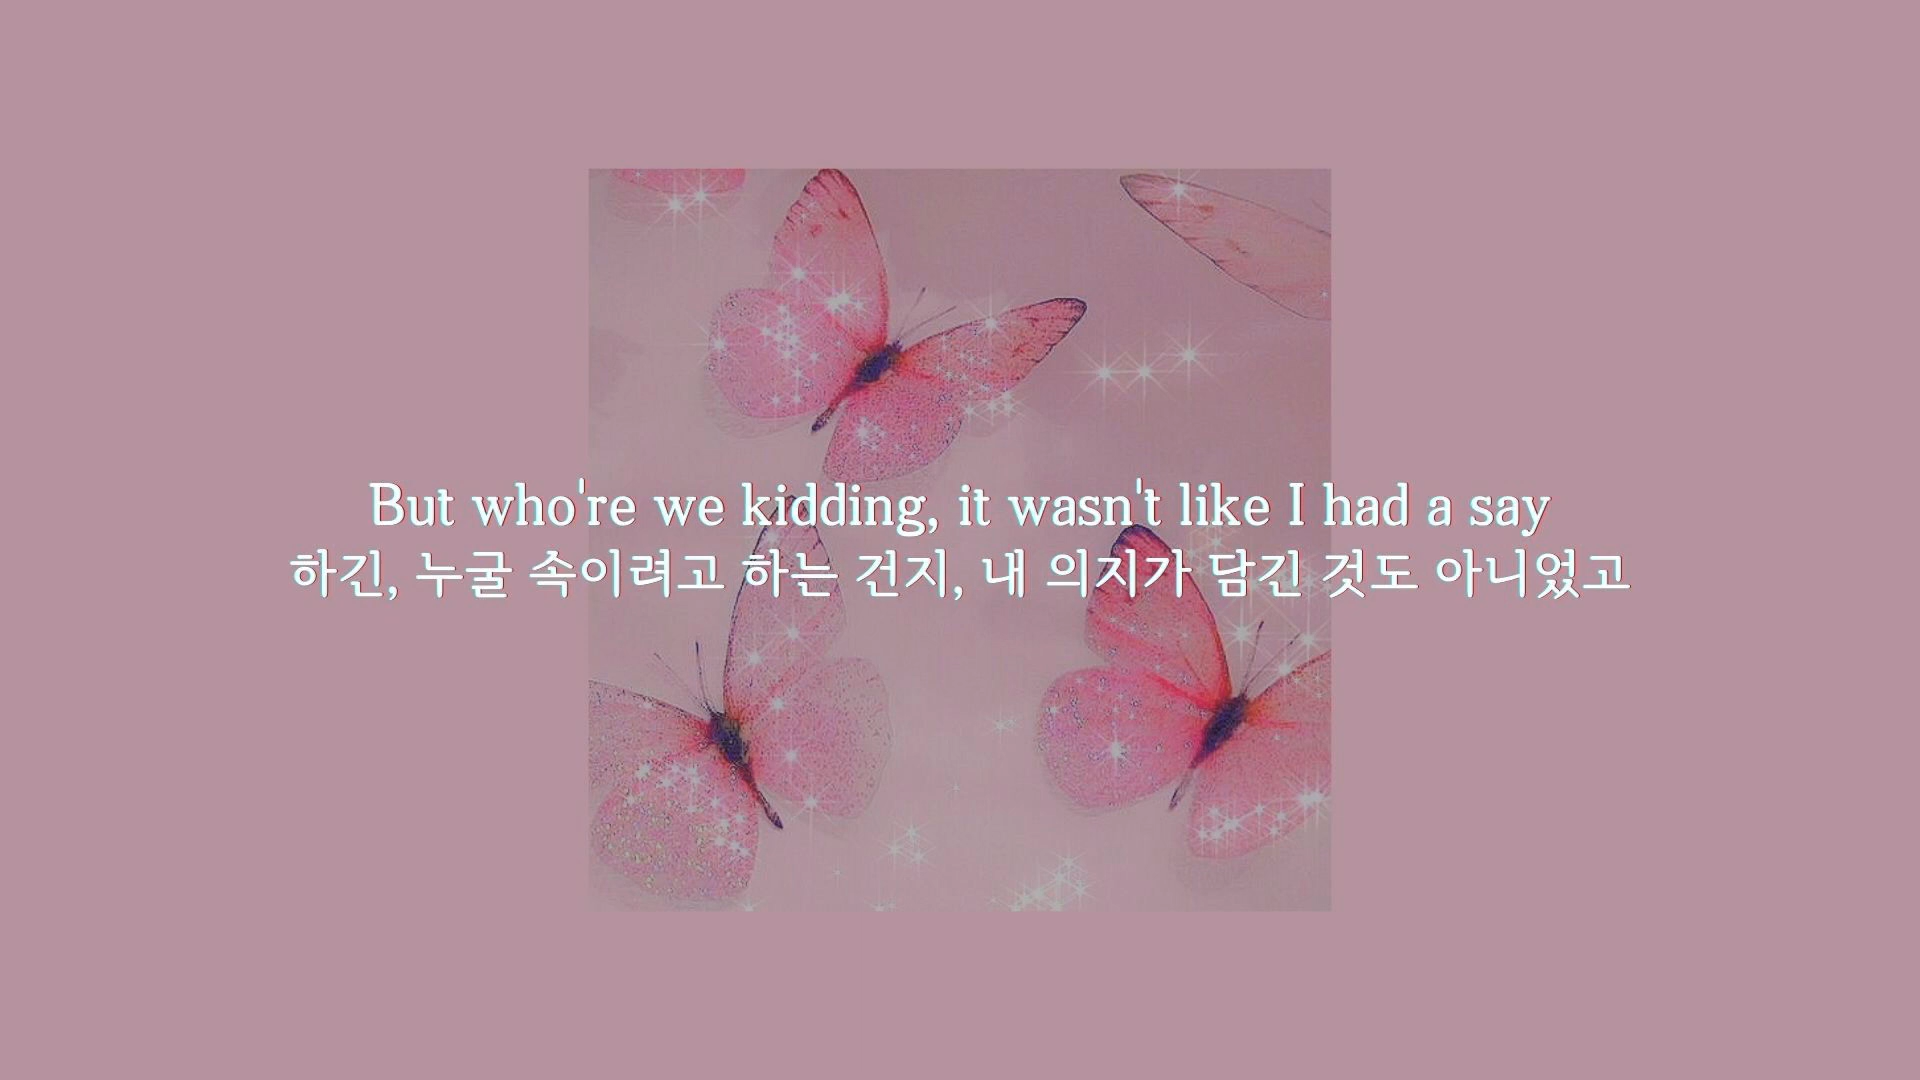 But who're we kidding, it wasn't like I had a say
하긴, 누굴 속이려고 하는 건지, 내 의지가 담긴 것도 아니었고